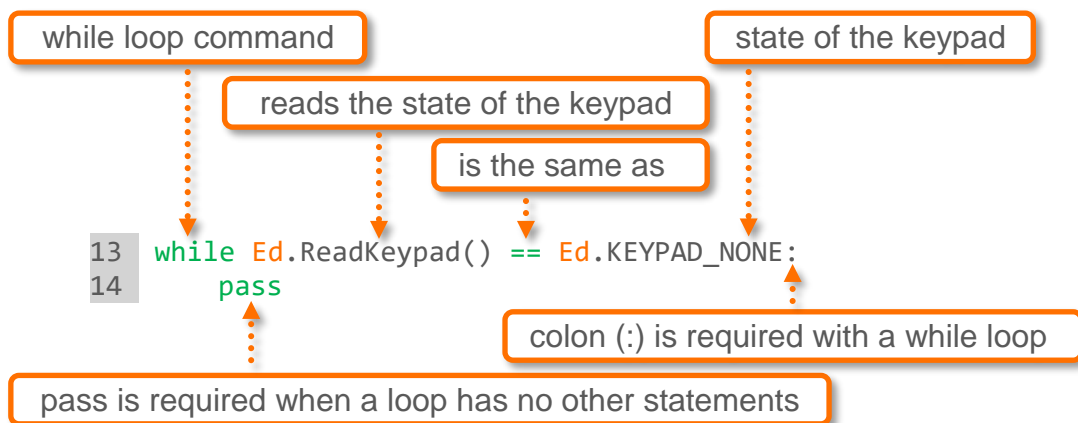 while loop command
state of the keypad
reads the state of the keypad
is the same as
13 while Ed.ReadKeypad() == Ed.KEYPAD_NONE:
14 pass
colon (:) is required with a while loop
pass is required when a loop has no other statements